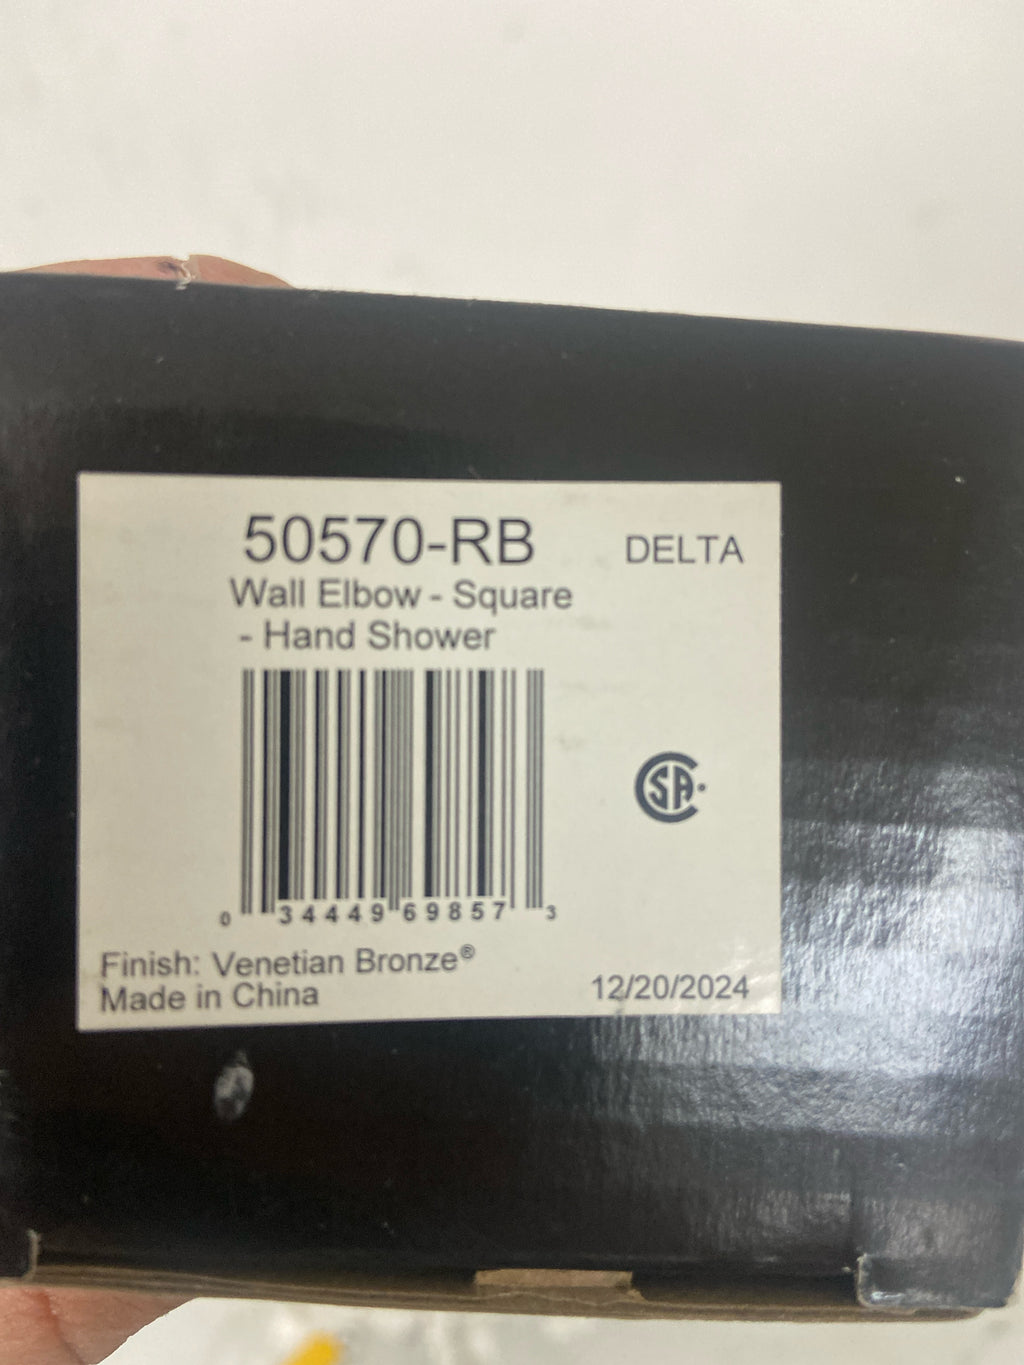 50570-RB DELTA
Wall Elbow - Square
- Hand Shower
SA
0 34449 69857 3
Finish: Venetian Bronze®
Made in China 12/20/2024